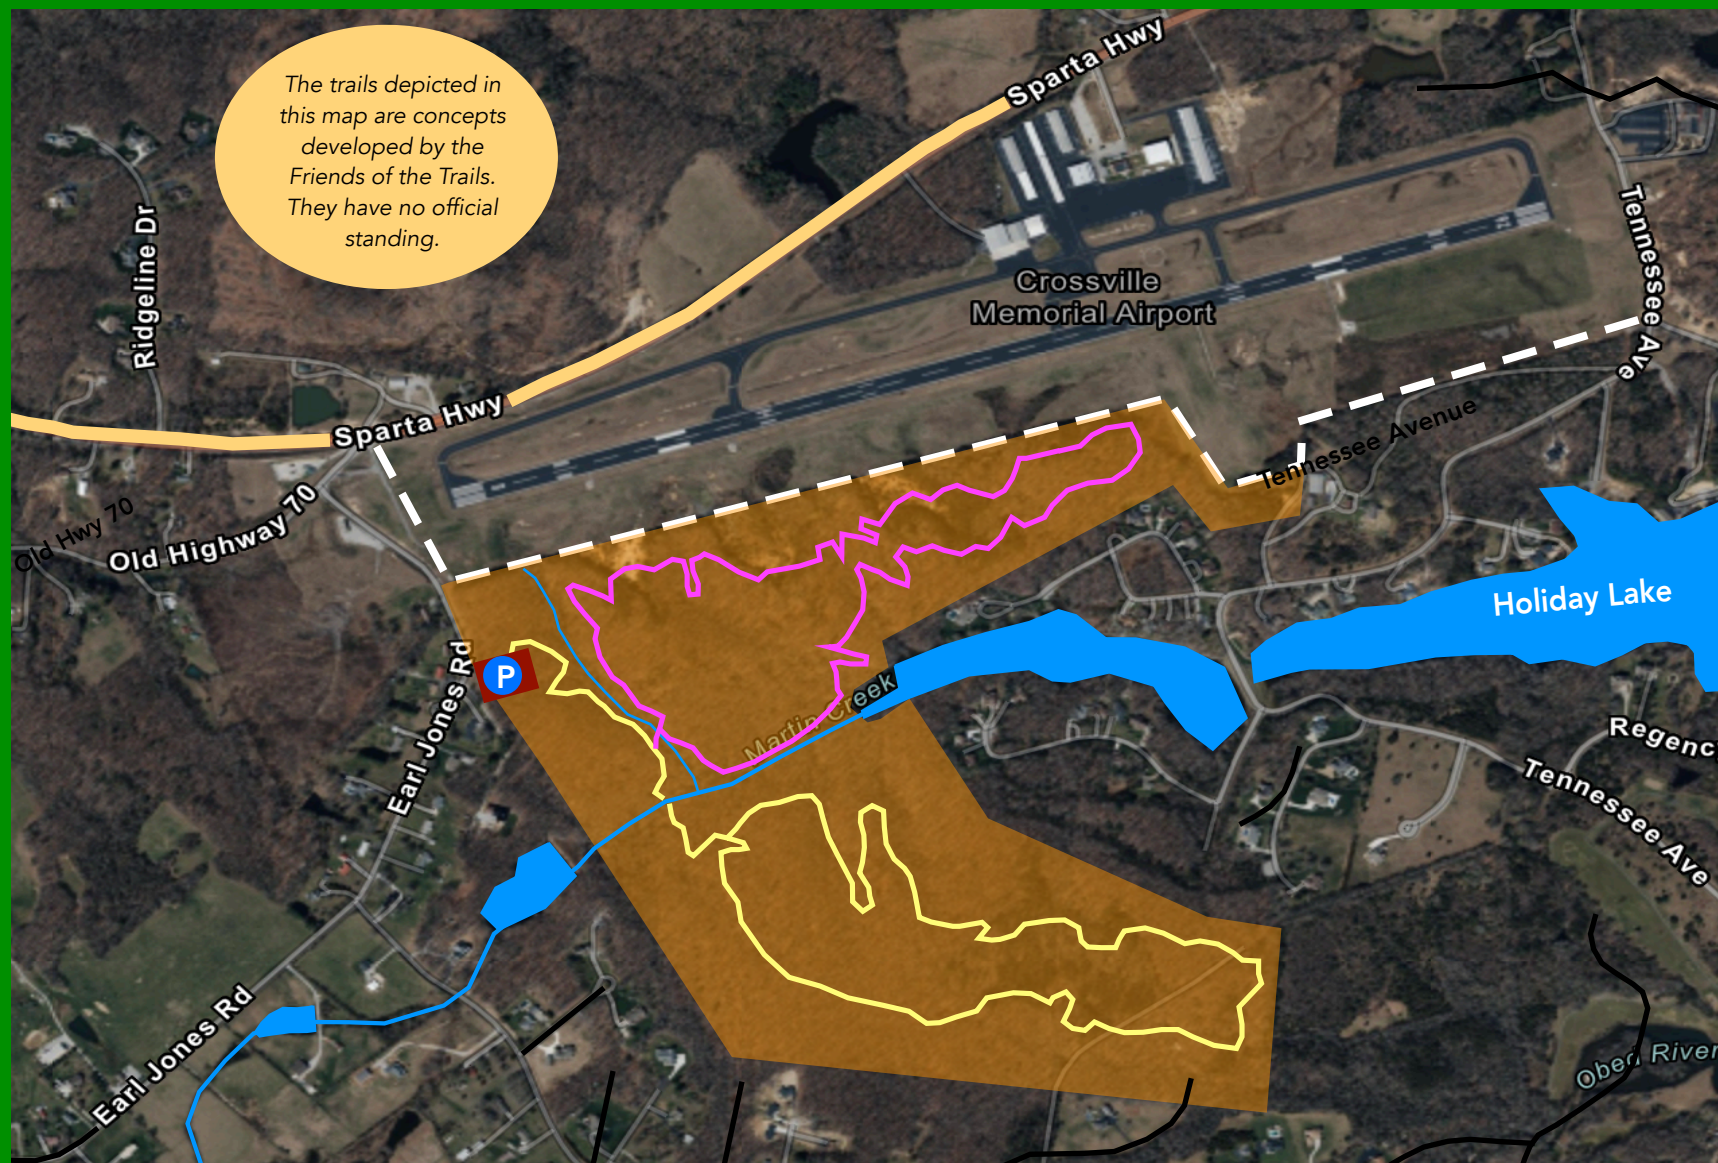 The trails depicted in
this map are concepts
developed by the
Friends of the Trails.
They have no official
standing.
Sparta Hwy
Ridgeline Dr
Tennessee Ave
Crossville
Memorial Airport
Sparta Hwy
Tennessee Avenue
Old Hwy 70
Old Highway 70
Holiday Lake
P
Earl Jones Rd
Martin Creek
Regenc
Tennessee Ave
Earl Jones Rd
Obed River